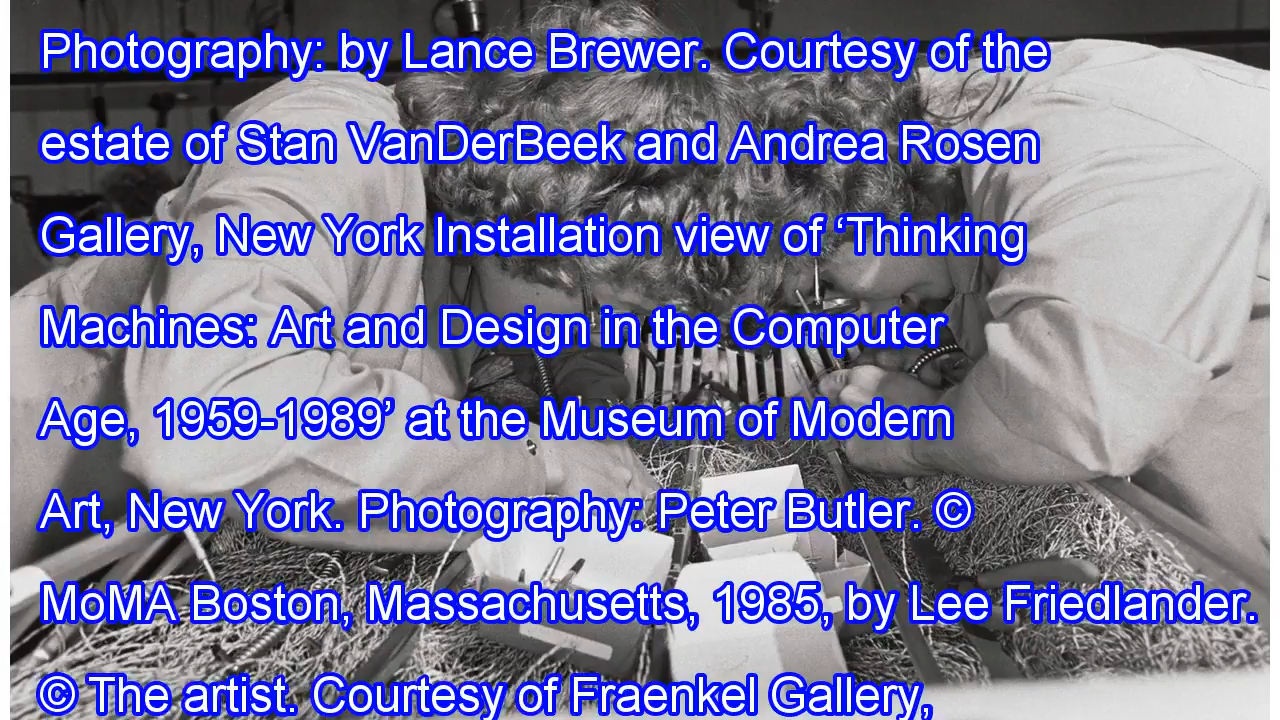 Photography: by Lance Brewer. Courtesy of the
estate of Stan VanDerBeek and Andrea Rosen
Gallery, New York Installation view of ‘Thinking
Machines: Art and Design in the Computer
Age, 1959-1989’ at the Museum of Modern
Art, New York. Photography: Peter Butler. ©
MoMA Boston, Massachusetts, 1985, by Lee Friedlander.
© The artist. Courtesy of Fraenkel Gallery,